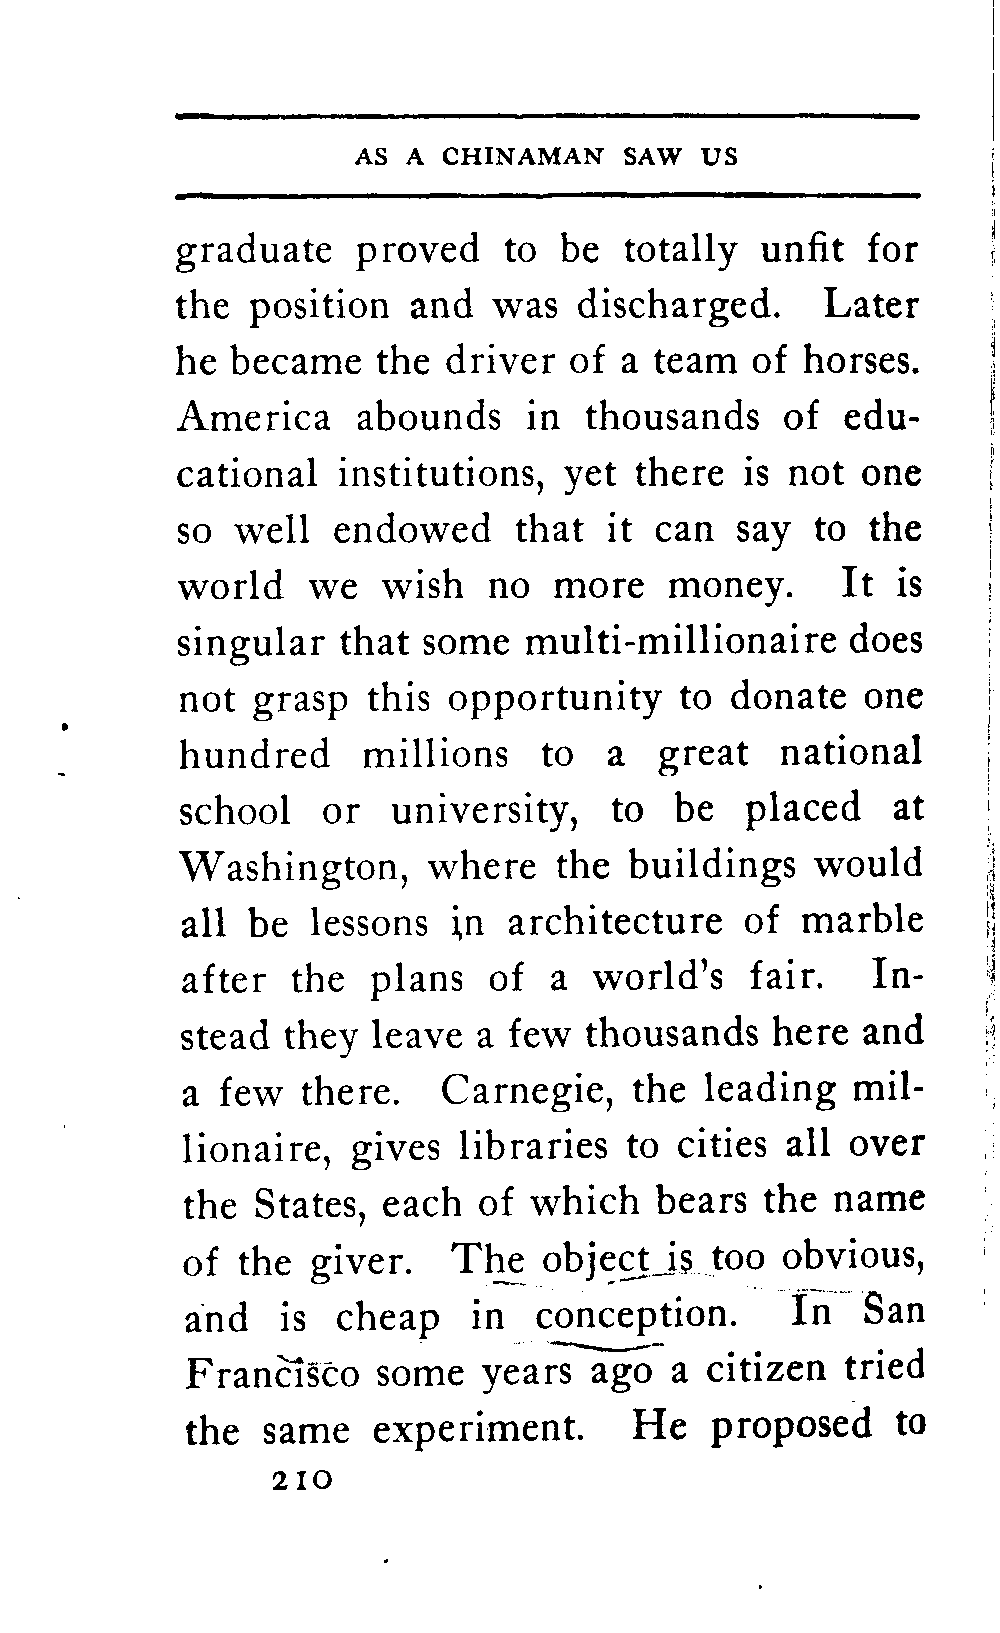 AS A CHINAMAN SAW US
graduate proved to be totally unfit for
the position and was discharged. Later
he became the driver of a team of horses.
America abounds in thousands of edu-
cational institutions, yet there is not one
so well endowed that it can say to the
world we wish no more money. It is
singular that some multi-millionaire does
not grasp this opportunity to donate one
hundred millions to a great national
school or university, to be placed at
Washington, where the buildings would
all be lessons in architecture of marble
after the plans of a world's fair. In-
stead they leave a few thousands here and
a few there. Carnegie, the leading mil-
lionaire, gives libraries to cities all over
the States, each of which bears the name
of the giver. The object is too obvious,
and is cheap in conception. In San
Francisco some years ago a citizen tried
the same experiment. He proposed to
210